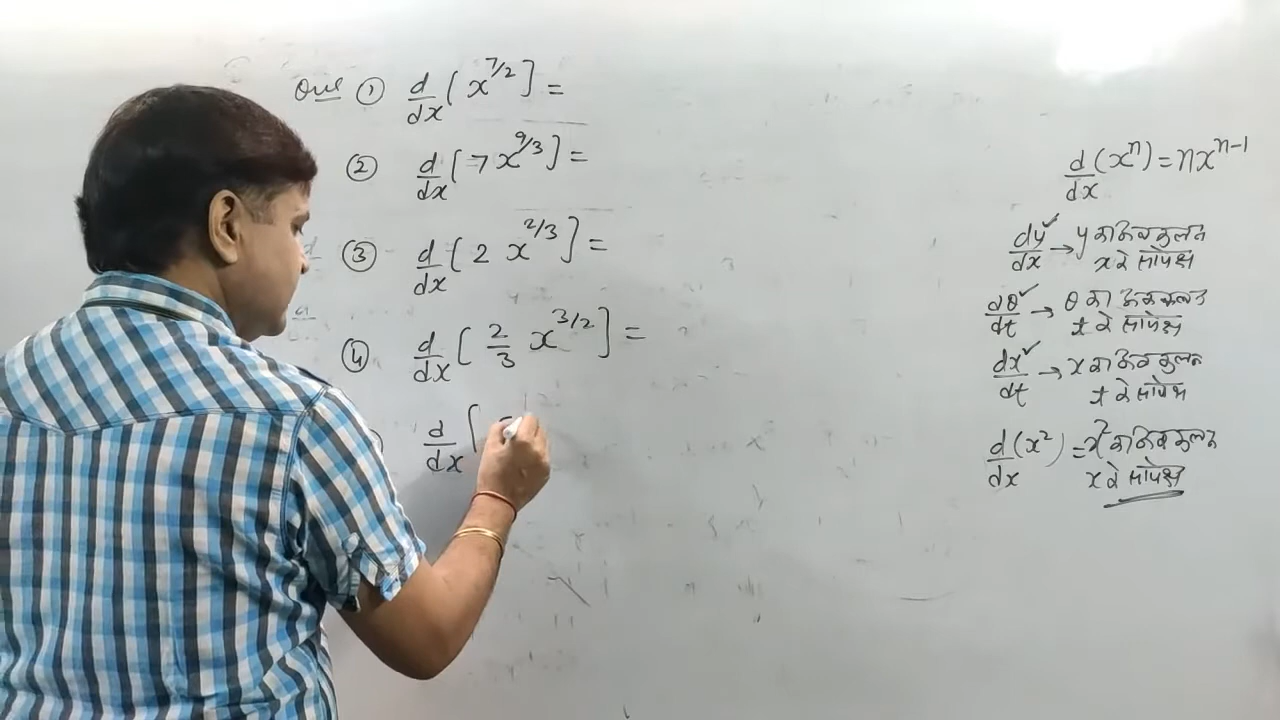 Que ① d/dx [x^7/2] =
② d/dx [7x^9/3] =
③ d/dx [2 x^2/3] =
④ d/dx [2/3 x^3/2] =
d/dx [
d/dx (x^n) = nx^n-1
dy/dx → y का अवकलन
x के सापेक्ष
dθ/dt → θ का अवकलन
t के सापेक्ष
dx/dt → x का अवकलन
t के सापेक्ष
d/dx (x²) = x² का अवकलन
x के सापेक्ष